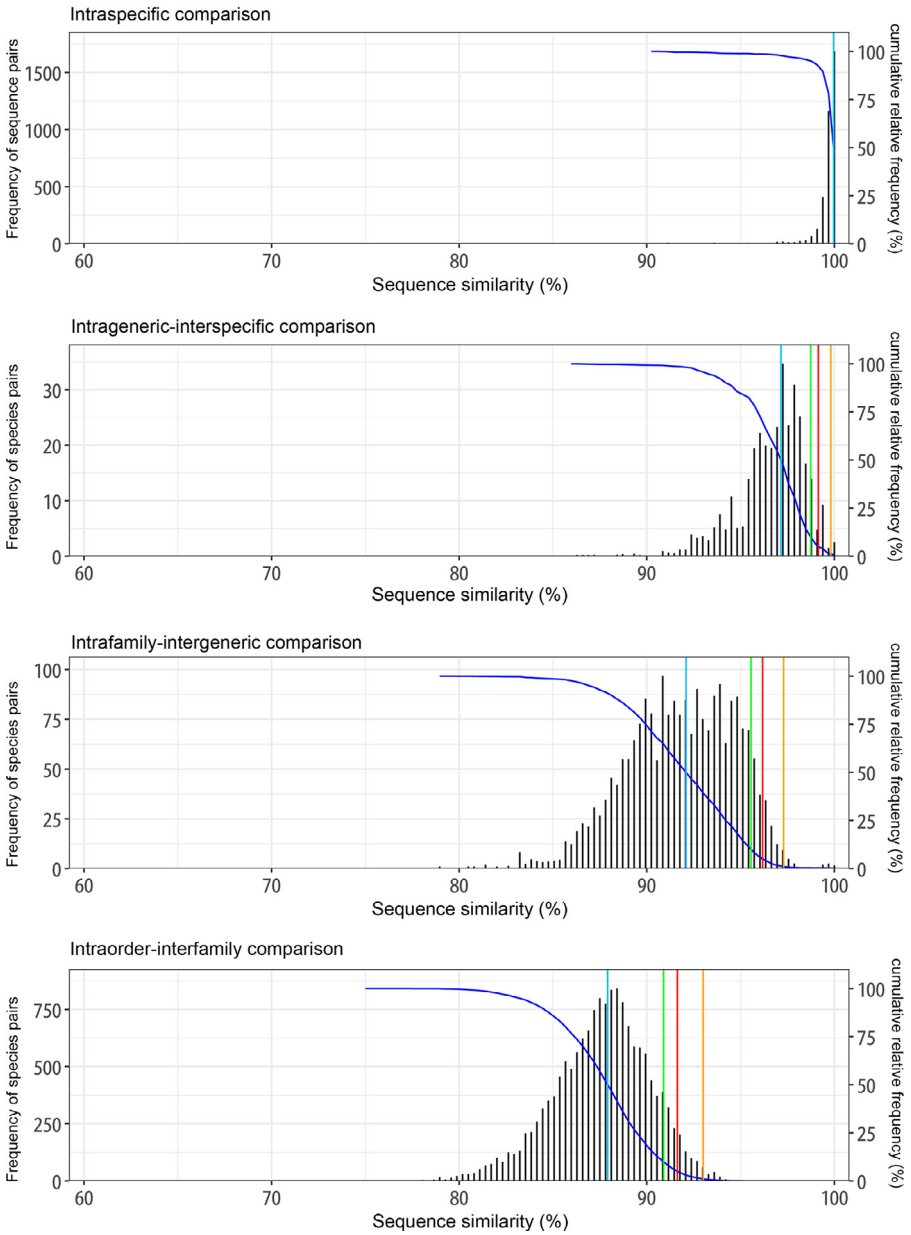 Intraspecific comparison
Frequency of sequence pairs
1500
1000
500
0
100
75
50
25
0
cumulative relative frequency (%)
60 70 80 90 100
Sequence similarity (%)
Intrageneric-interspecific comparison
Frequency of species pairs
30
20
10
0
100
75
50
25
0
cumulative relative frequency (%)
60 70 80 90 100
Sequence similarity (%)
Intrafamily-intergeneric comparison
Frequency of species pairs
100
75
50
25
0
100
75
50
25
0
cumulative relative frequency (%)
60 70 80 90 100
Sequence similarity (%)
Intraorder-interfamily comparison
Frequency of species pairs
750
500
250
0
100
75
50
25
0
cumulative relative frequency (%)
60 70 80 90 100
Sequence similarity (%)